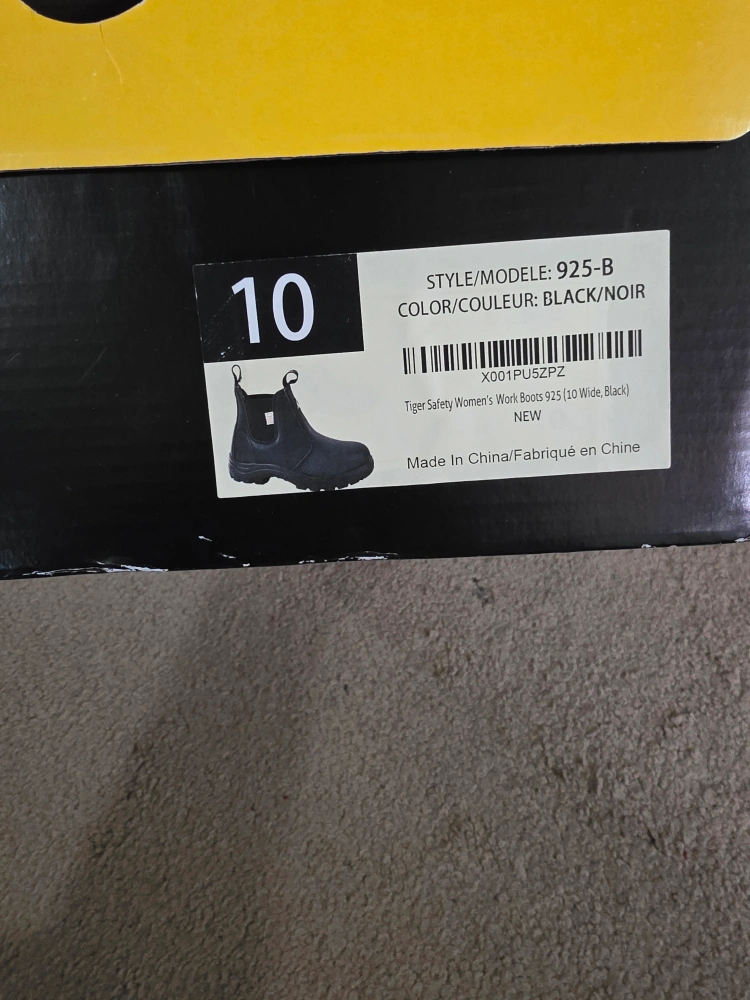 10
STYLE/MODELE: 925-B
COLOR/COULEUR: BLACK/NOIR
X001PU5ZPZ
Tiger Safety Women's Work Boots 925 (10 Wide, Black)
NEW
Made In China/Fabriqué en Chine